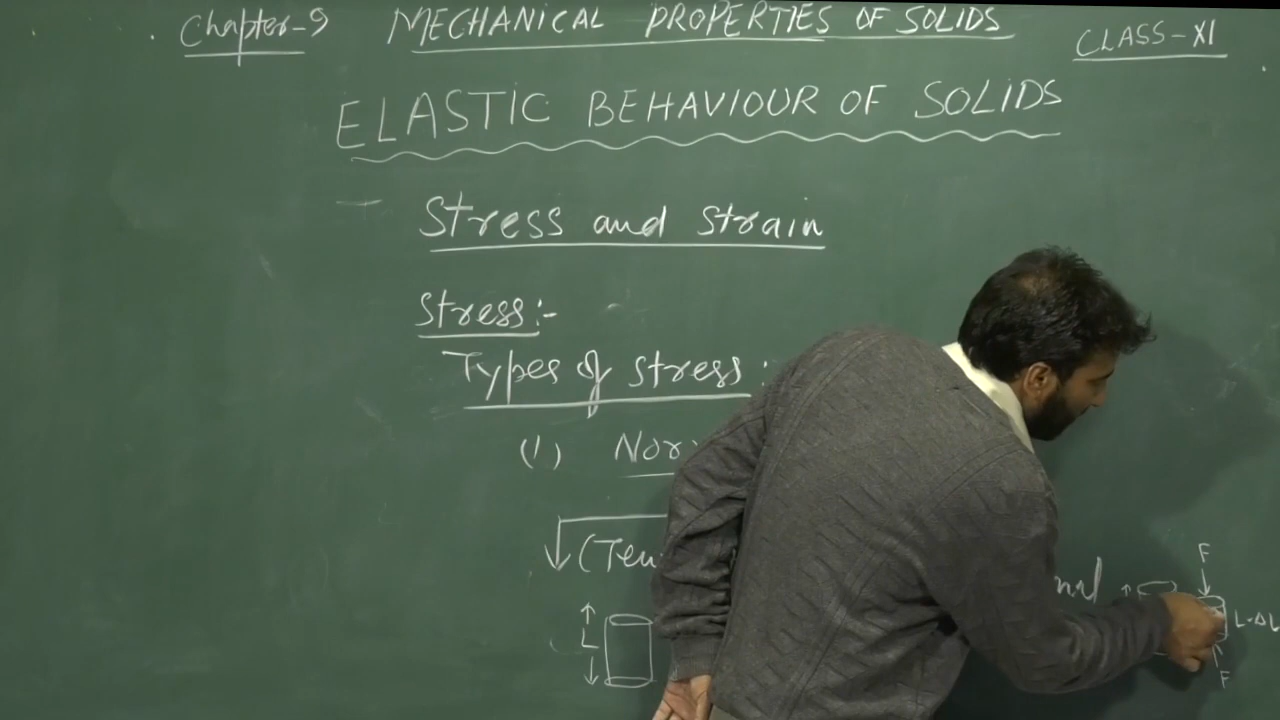 Chapter-9 MECHANICAL PROPERTIES OF SOLIDS CLASS-XI
ELASTIC BEHAVIOUR OF SOLIDS
Stress and Strain
Stress:-
Types of stress:
(1) Nor
(Ten
L
F
L-ΔL
F